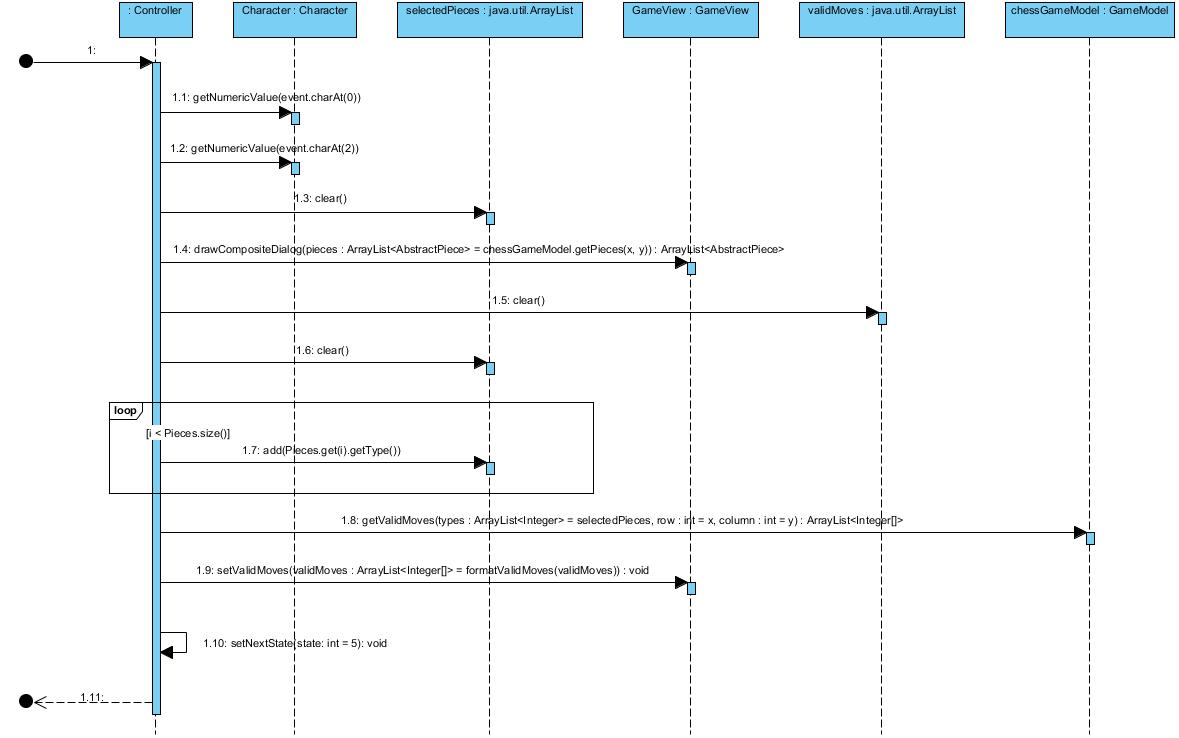 : Controller
Character : Character
selectedPieces : java.util.ArrayList
GameView : GameView
validMoves : java.util.ArrayList
chessGameModel : GameModel
1:
1.1: getNumericValue(event.charAt(0))
1.2: getNumericValue(event.charAt(2))
1.3: clear()
1.4: drawCompositeDialog(pieces : ArrayList<AbstractPiece> = chessGameModel.getPieces(x, y)) : ArrayList<AbstractPiece>
1.5: clear()
1.6: clear()
loop
[i < Pieces.size()]
1.7: add(Pieces.get(i).getType())
1.8: getValidMoves(types : ArrayList<Integer> = selectedPieces, row : int = x, column : int = y) : ArrayList<Integer[]>
1.9: setValidMoves(validMoves : ArrayList<Integer[]> = formatValidMoves(validMoves)) : void
1.10: setNextState(state: int = 5): void
1.11: